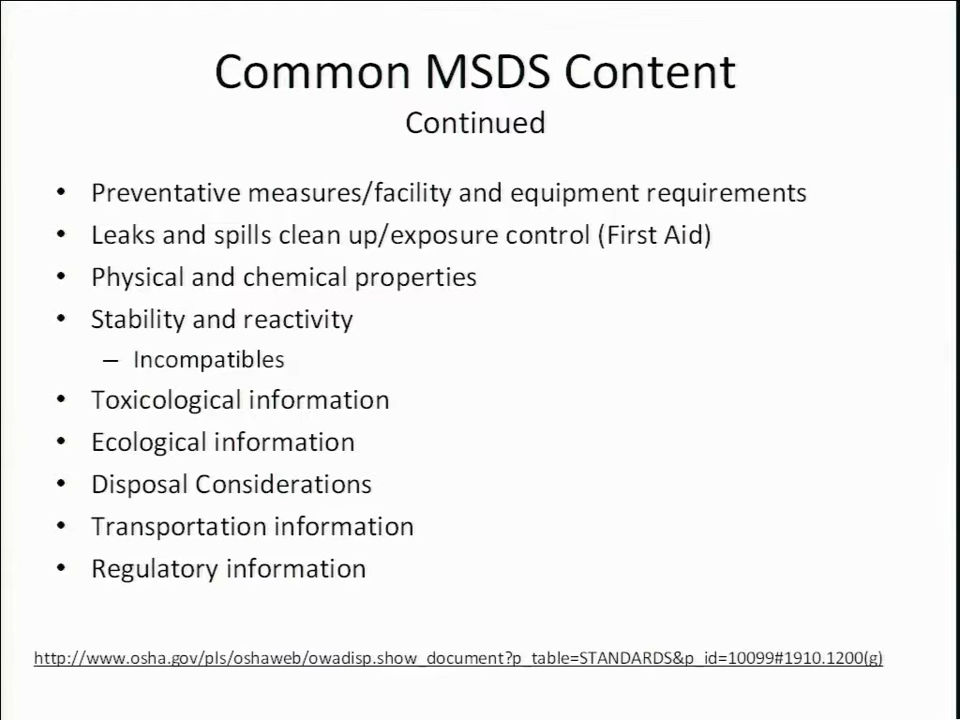 Common MSDS Content
Continued
• Preventative measures/facility and equipment requirements
• Leaks and spills clean up/exposure control (First Aid)
• Physical and chemical properties
• Stability and reactivity
– Incompatibles
• Toxicological information
• Ecological information
• Disposal Considerations
• Transportation information
• Regulatory information
http://www.osha.gov/pls/oshaweb/owadisp.show_document?p_table=STANDARDS&p_id=10099#1910.1200(g)